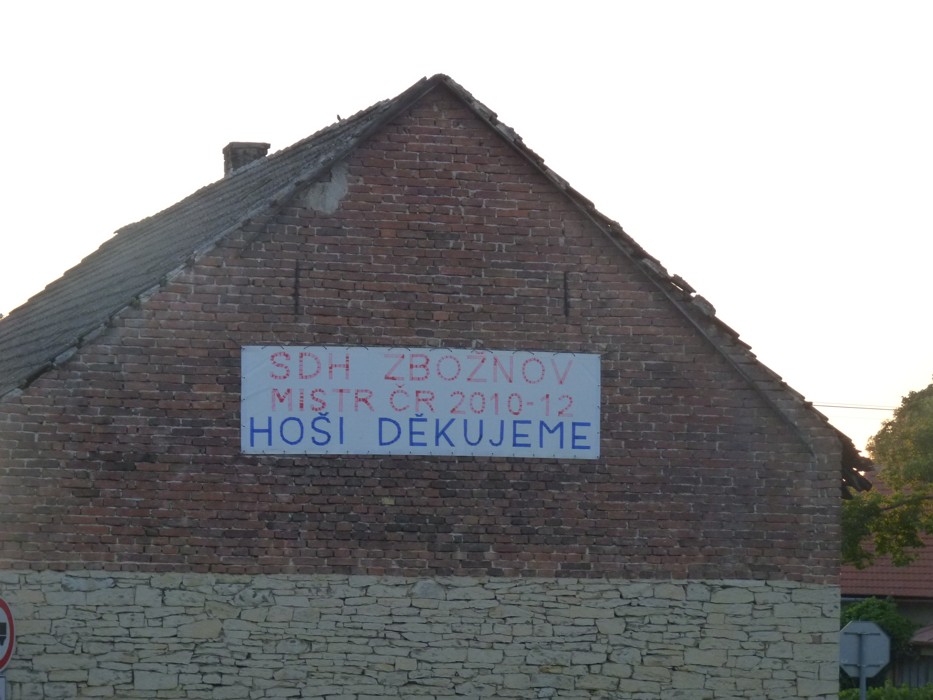 SDH ZBOŽNOV
MISTR ČR 2010-12
HOŠI DĚKUJEME